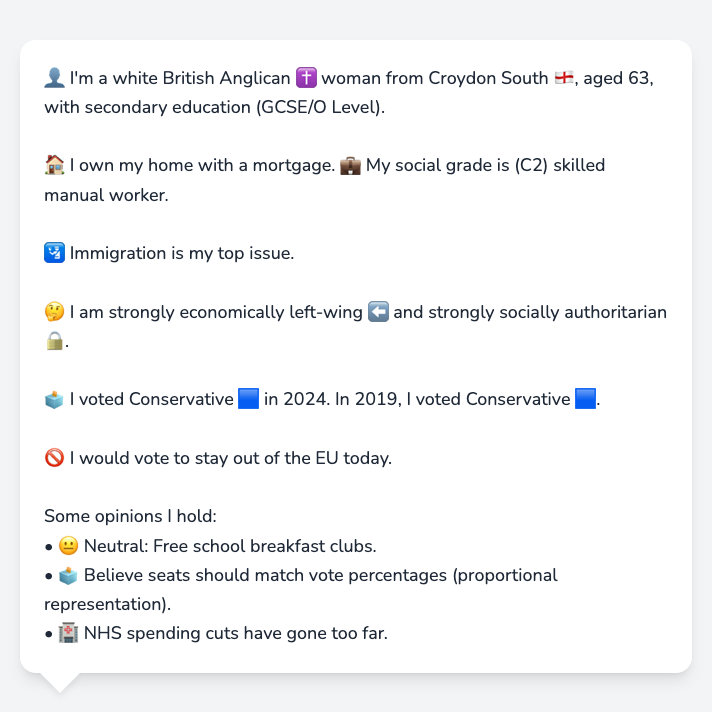 👤 I'm a white British Anglican ✝️ woman from Croydon South 🏴󠁧󠁢󠁥󠁮󠁧󠁿, aged 63,
with secondary education (GCSE/O Level).
🏠 I own my home with a mortgage. 💼 My social grade is (C2) skilled
manual worker.
🛂 Immigration is my top issue.
🤔 I am strongly economically left-wing ⬅️ and strongly socially authoritarian
🔒.
🗳️ I voted Conservative 🟦 in 2024. In 2019, I voted Conservative 🟦.
🚫 I would vote to stay out of the EU today.
Some opinions I hold:
• 😐 Neutral: Free school breakfast clubs.
• 🗳️ Believe seats should match vote percentages (proportional
representation).
• 🏥 NHS spending cuts have gone too far.